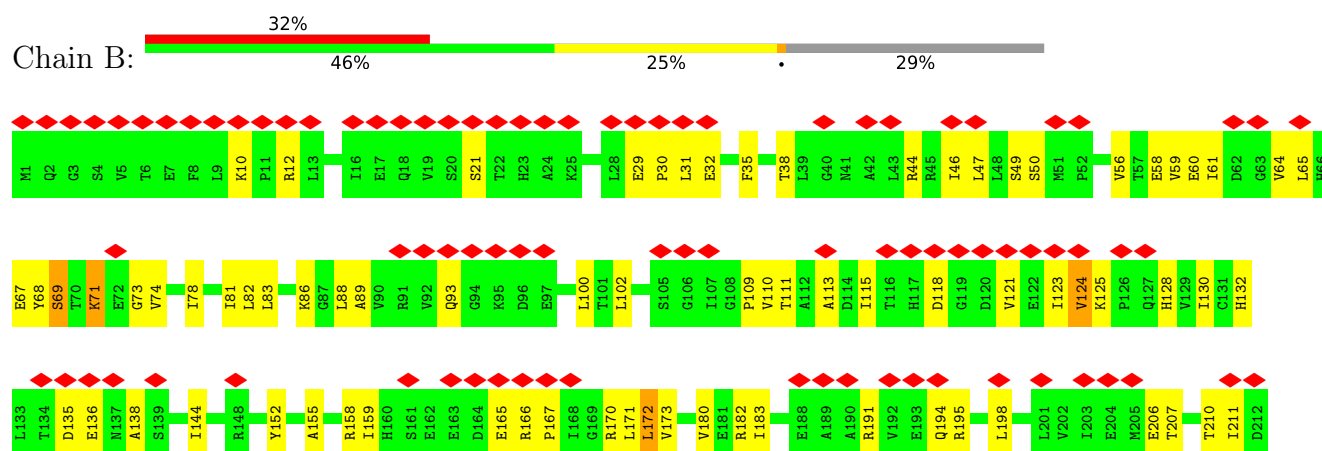 32%
Chain B:
46% 25% • 29%
M1 Q2 G3 S4 V5 T6 E7 F8 L9 K10 P11 R12 L13 I16 E17 Q18 V19 S20 S21 T22 H23 A24 K25 L28 E29 P30 L31 E32 F35 T38 L39 G40 N41 A42 L43 R44 R45 I46 L47 L48 S49 S50 M51 P52 V56 T57 E58 V59 E60 I61 D62 G63 V64 L65 H66
E67 Y68 S69 T70 K71 E72 G73 V74 I78 I81 L82 L83 K86 G87 L88 A89 V90 R91 V92 Q93 G94 K95 D96 E97 L100 T101 L102 S105 G106 I107 G108 P109 V110 T111 A112 A113 D114 I115 T116 H117 D118 G119 D120 V121 E122 I123 V124 K125 P126 Q127 H128 V129 I130 C131 H132
L133 T134 D135 E136 N137 A138 S139 I144 R148 Y152 A155 R158 I159 H160 S161 E162 E163 D164 E165 R166 P167 I168 G169 R170 L171 L172 V173 V180 E181 R182 I183 E188 A189 A190 R191 V192 E193 Q194 R195 L198 L201 V202 I203 E204 M205 E206 T207 T210 I211 D212